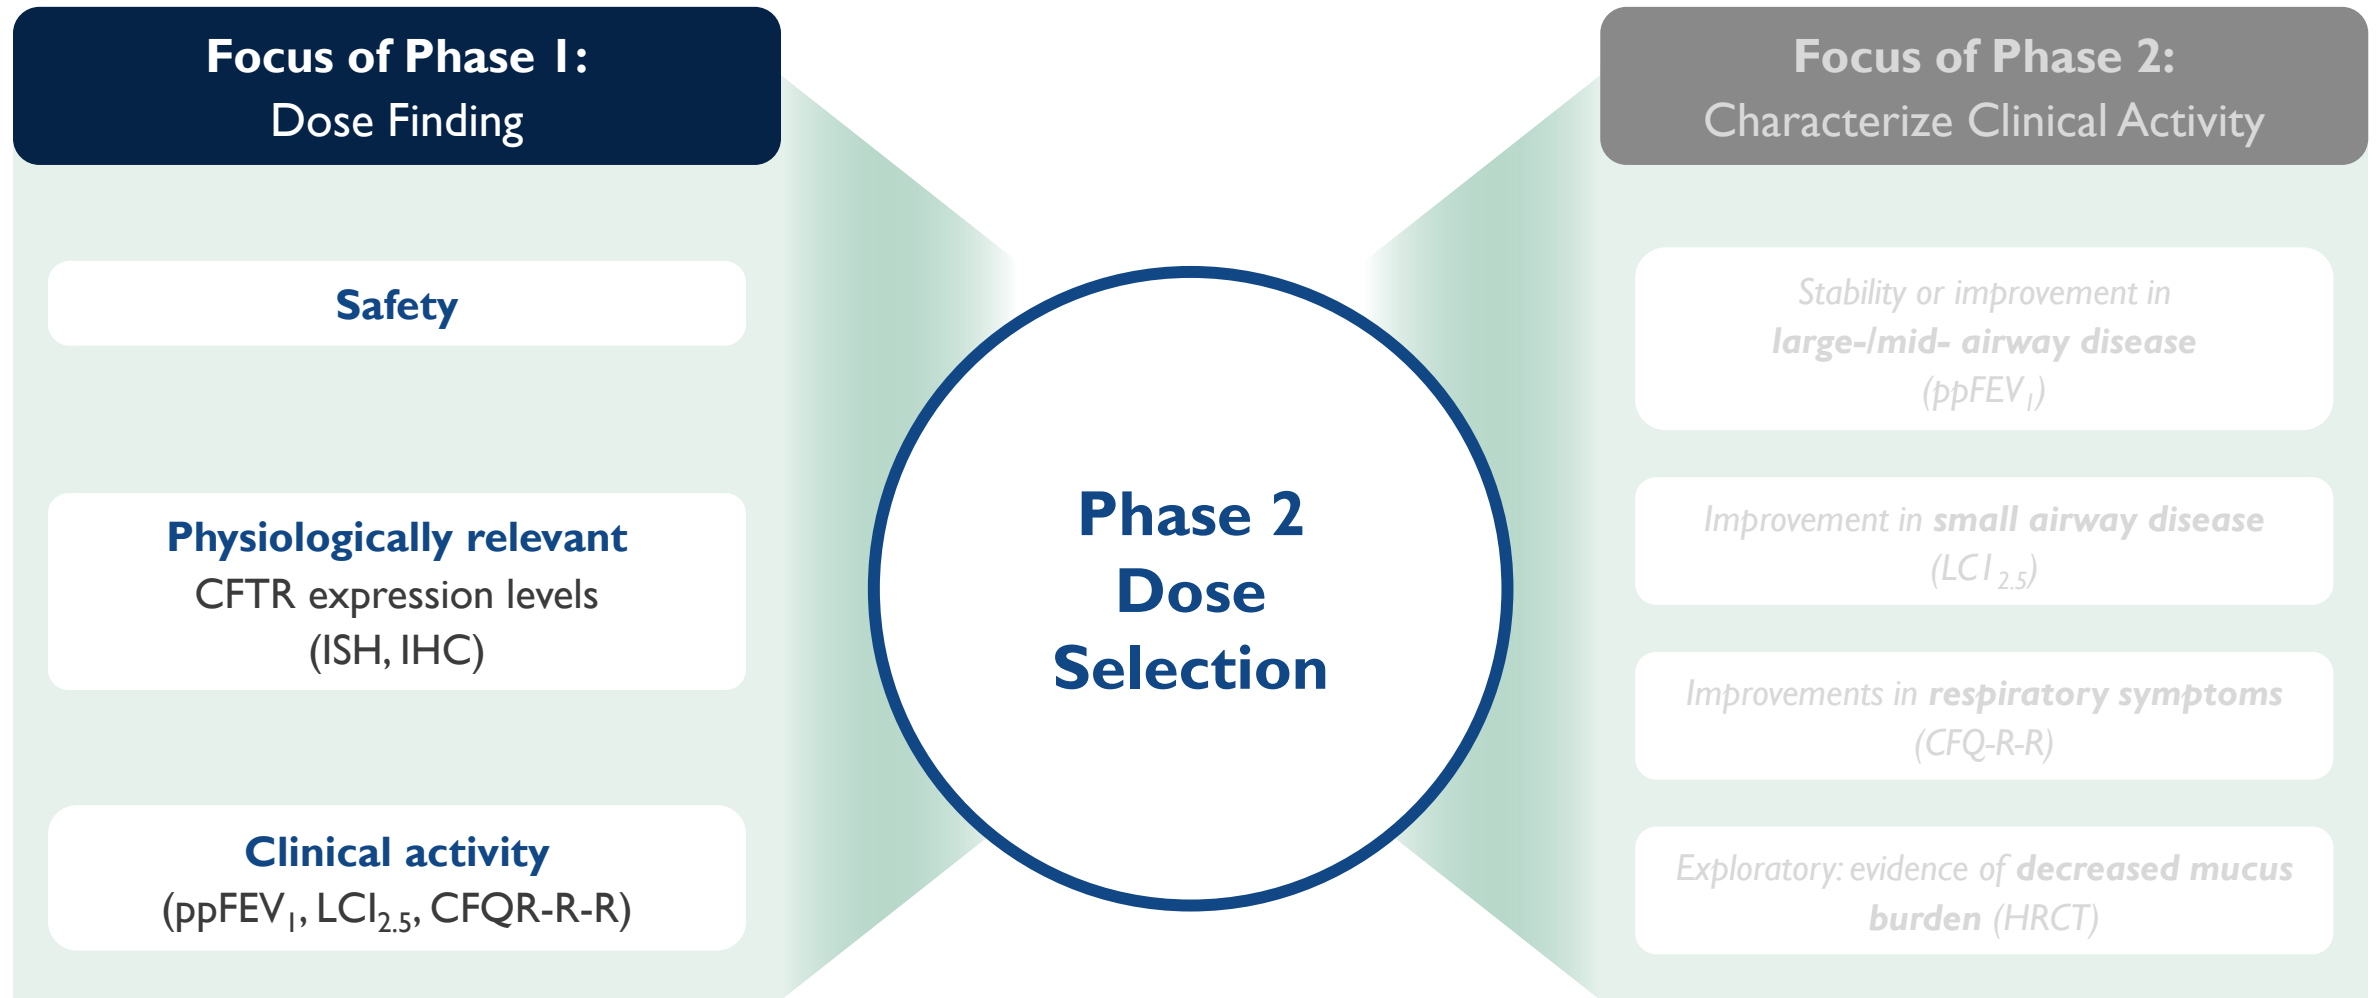 Focus of Phase 1:
Dose Finding
Safety
Physiologically relevant
CFTR expression levels
(ISH, IHC)
Clinical activity
(ppFEV1, LCI2.5, CFQR-R-R)
Phase 2
Dose
Selection
Focus of Phase 2:
Characterize Clinical Activity
Stability or improvement in
large-/mid- airway disease
(ppFEV1)
Improvement in small airway disease
(LCI2.5)
Improvements in respiratory symptoms
(CFQ-R-R)
Exploratory: evidence of decreased mucus
burden (HRCT)